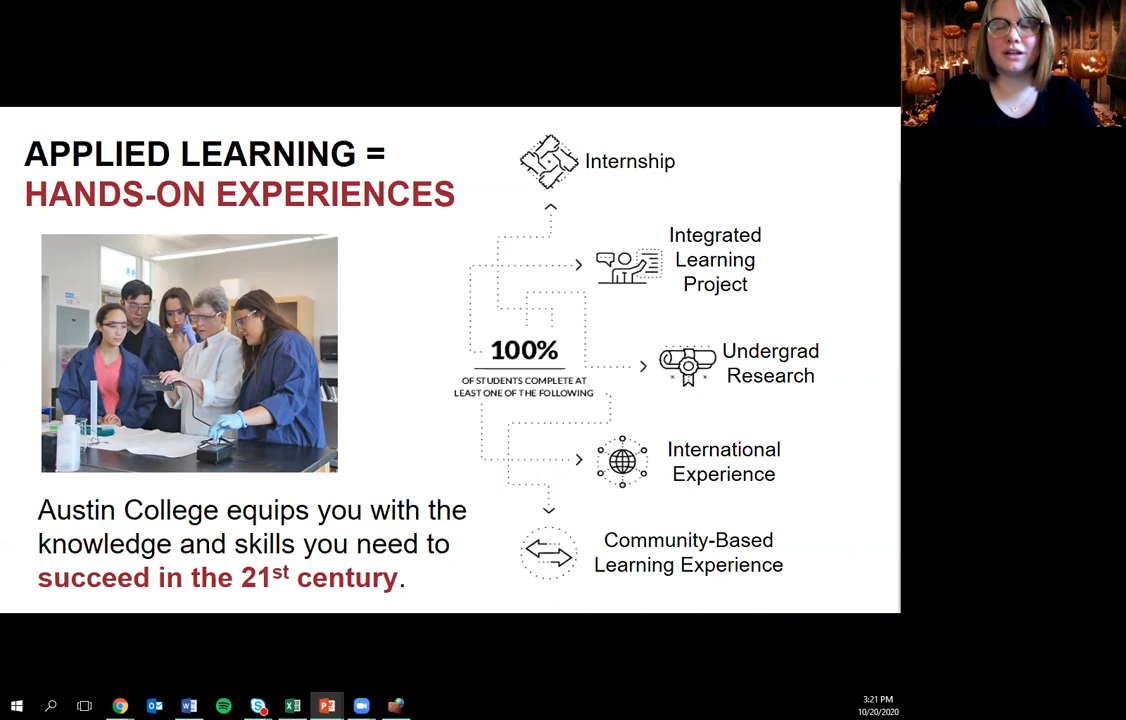 APPLIED LEARNING =
HANDS-ON EXPERIENCES
Internship
Integrated
Learning
Project
100%
OF STUDENTS COMPLETE AT
LEAST ONE OF THE FOLLOWING
Undergrad
Research
International
Experience
Community-Based
Learning Experience
Austin College equips you with the
knowledge and skills you need to
succeed in the 21st century.
3:21 PM
10/20/2020